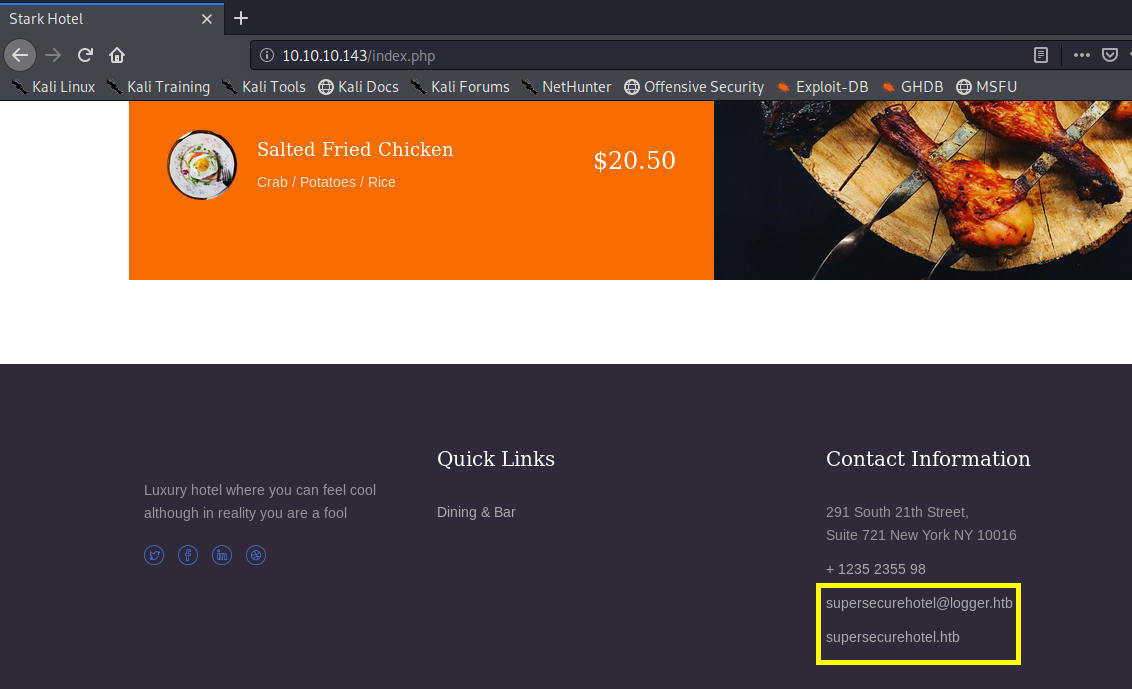 Stark Hotel
10.10.10.143/index.php
Kali Linux Kali Training Kali Tools Kali Docs Kali Forums NetHunter Offensive Security Exploit-DB GHDB MSFU
Salted Fried Chicken
$20.50
Crab / Potatoes / Rice
Luxury hotel where you can feel cool
although in reality you are a fool
Quick Links
Dining & Bar
Contact Information
291 South 21th Street,
Suite 721 New York NY 10016
+ 1235 2355 98
supersecurehotel@logger.htb
supersecurehotel.htb